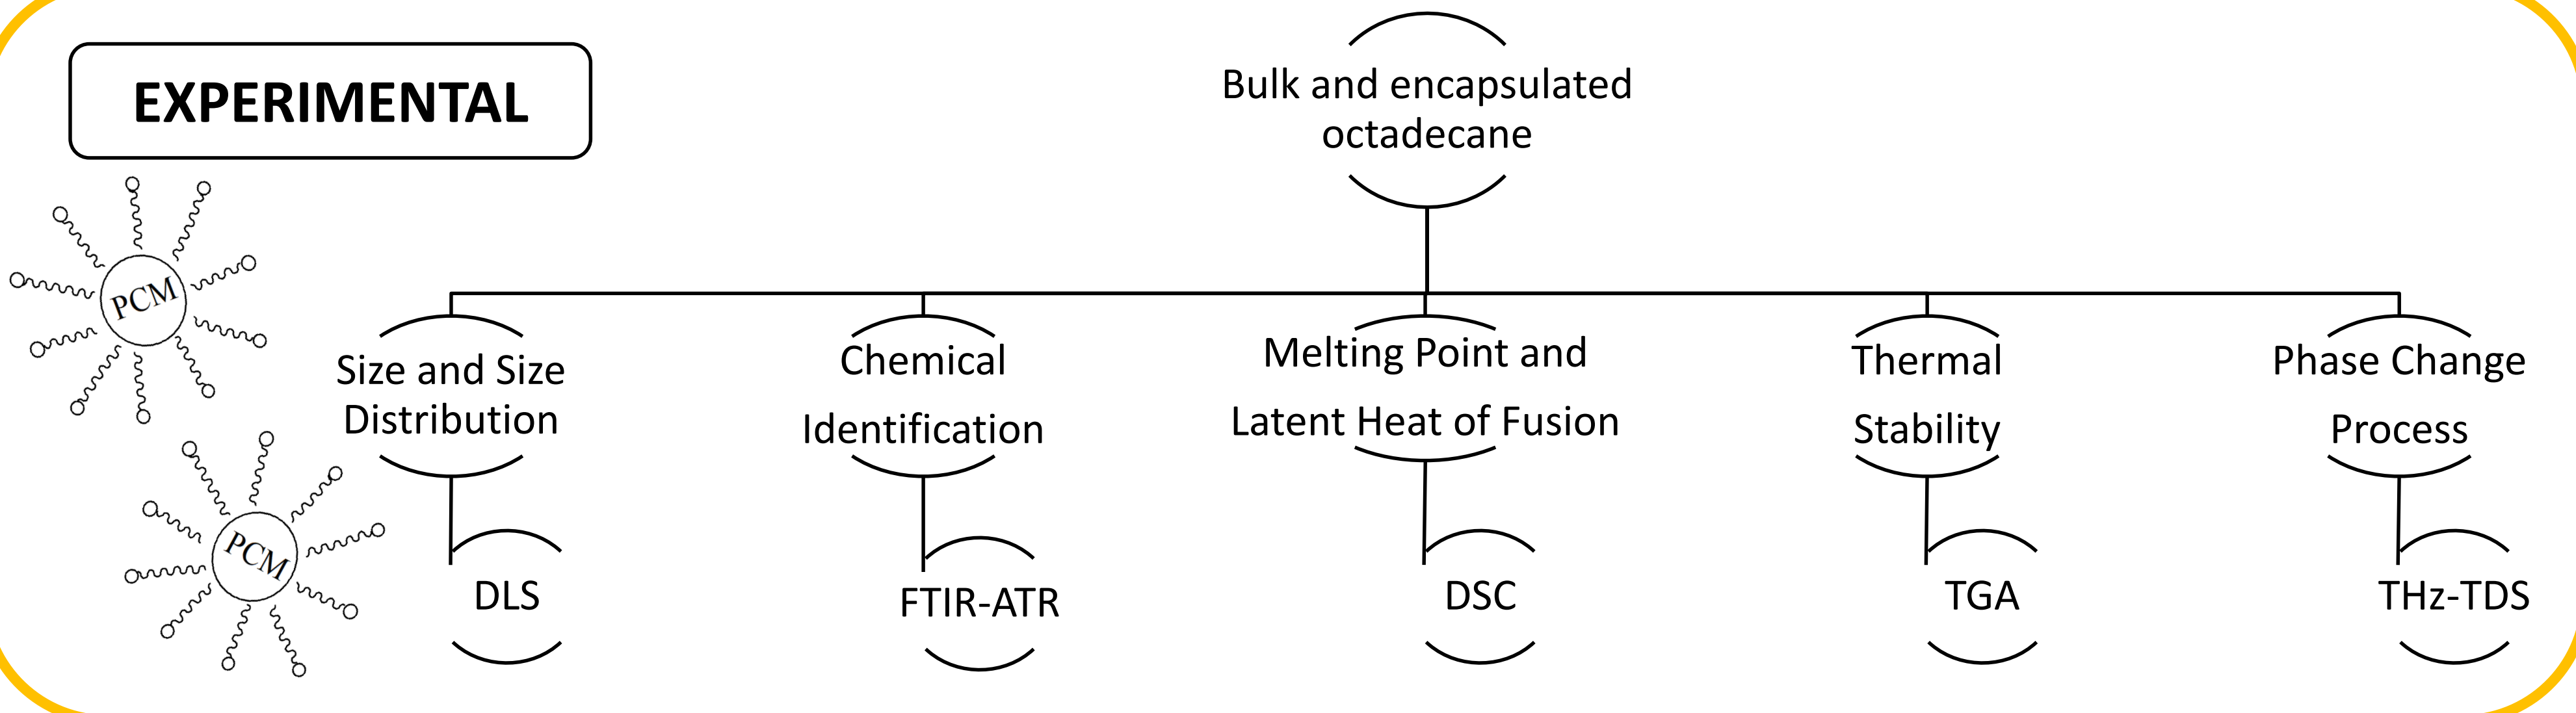 EXPERIMENTAL
Bulk and encapsulated
octadecane
PCM
PCM
Size and Size
Distribution
DLS
Chemical
Identification
FTIR-ATR
Melting Point and
Latent Heat of Fusion
DSC
Thermal
Stability
TGA
Phase Change
Process
THz-TDS